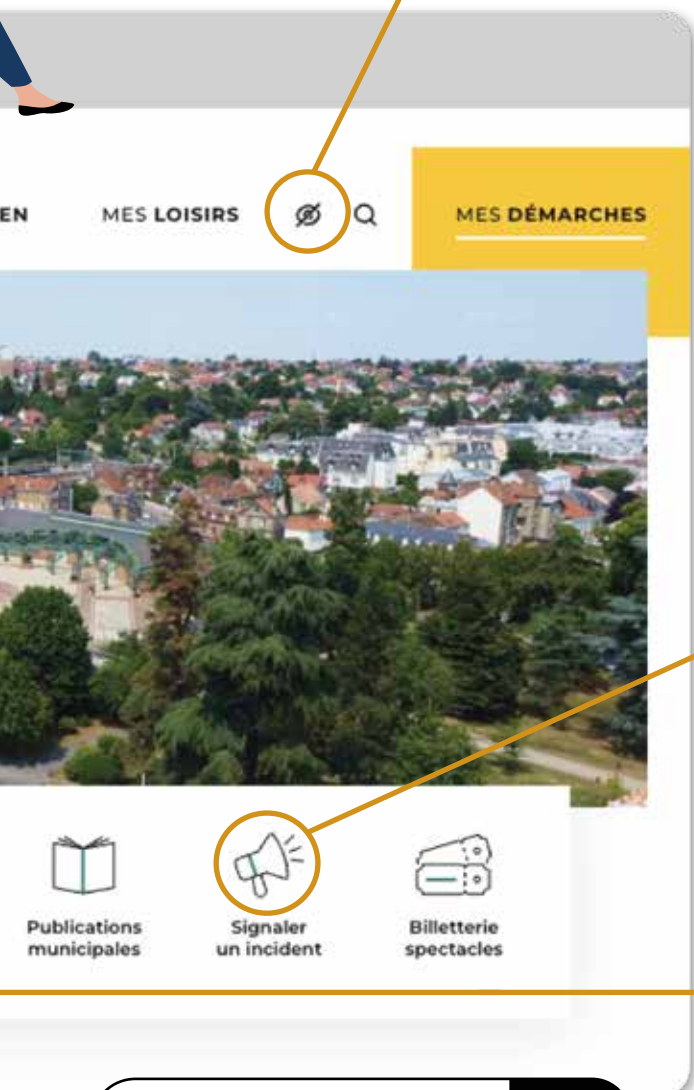 EN MES LOISIRS MES DÉMARCHES
Publications
municipales
Signaler
un incident
Billetterie
spectacles